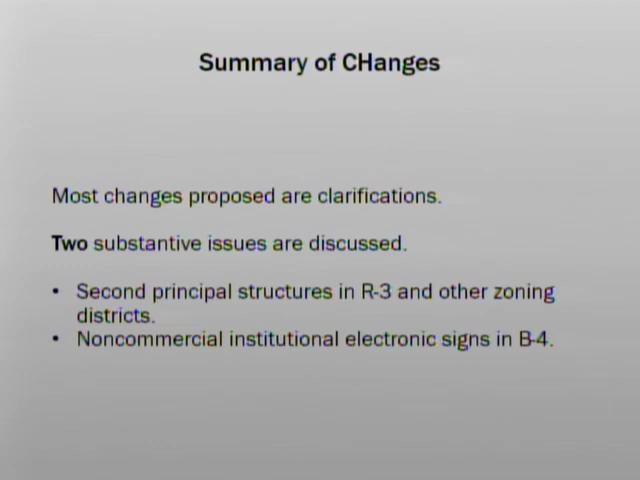 Summary of CHanges
Most changes proposed are clarifications.
Two substantive issues are discussed.
• Second principal structures in R-3 and other zoning
districts.
• Noncommercial institutional electronic signs in B-4.